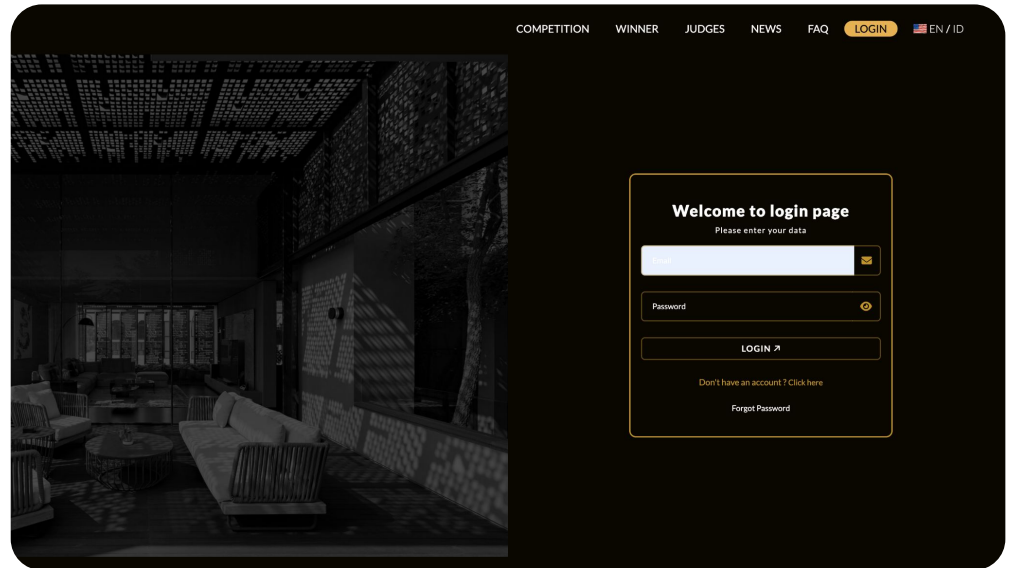 COMPETITION WINNER JUDGES NEWS FAQ LOGIN EN / ID
Welcome to login page
Please enter your data
Email
Password
LOGIN
Don't have an account ? Click here
Forgot Password